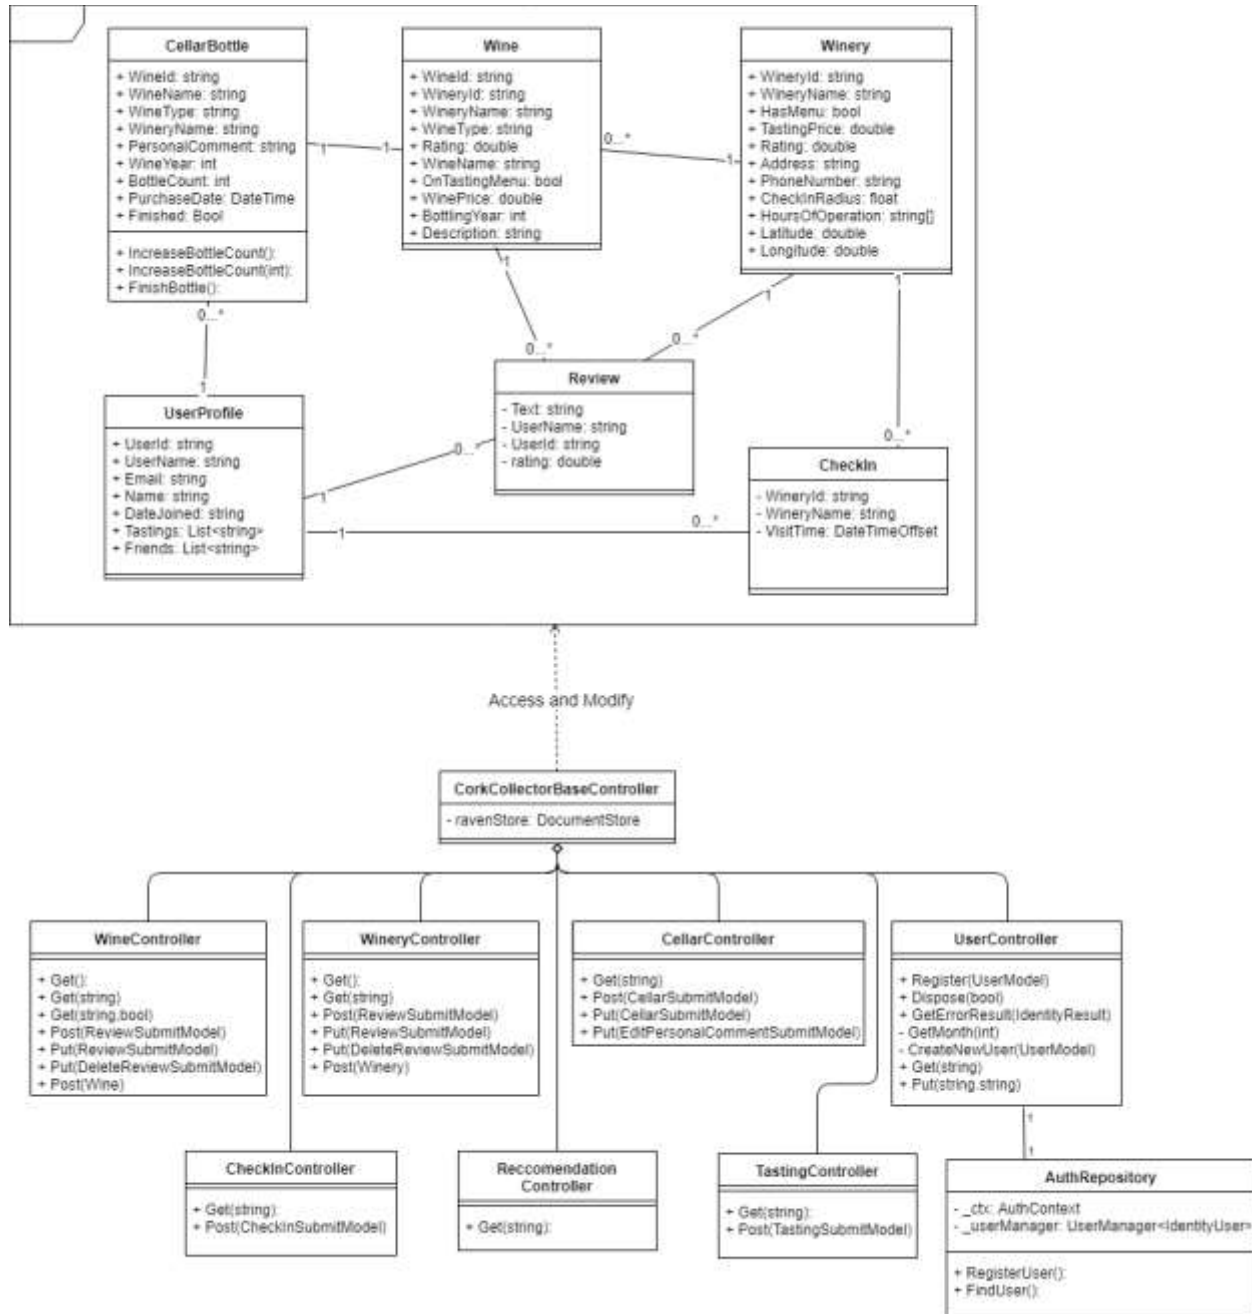 CellarBottle
+ WineId: string
+ WineName: string
+ WineType: string
+ WineryName: string
+ PersonalComment: string
+ WineYear: int
+ BottleCount: int
+ PurchaseDate: DateTime
+ Finished: Bool
+ IncreaseBottleCount():
+ IncreaseBottleCount(int):
+ FinishBottle():
Wine
+ WineId: string
+ WineryId: string
+ WineryName: string
+ WineType: string
+ Rating: double
+ WineName: string
+ OnTastingMenu: bool
+ WinePrice: double
+ BottlingYear: int
+ Description: string
Winery
+ WineryId: string
+ WineryName: string
+ HasMenu: bool
+ TastingPrice: double
+ Rating: double
+ Address: string
+ PhoneNumber: string
+ CheckInRadius: float
+ HoursOfOperation: string[]
+ Latitude: double
+ Longitude: double
1
1
0...*
1
1
0...*
1
0...*
1
0...*
0...*
1
Review
- Text: string
- UserName: string
- UserId: string
- rating: double
UserProfile
+ UserId: string
+ UserName: string
+ Email: string
+ Name: string
+ DateJoined: string
+ Tastings: List<string>
+ Friends: List<string>
0...*
1
1
0...*
CheckIn
- WineryId: string
- WineryName: string
- VisitTime: DateTimeOffset
Access and Modify
CorkCollectorBaseController
- ravenStore: DocumentStore
WineController
+ Get():
+ Get(string)
+ Get(string,bool)
+ Post(ReviewSubmitModel)
+ Put(ReviewSubmitModel)
+ Put(DeleteReviewSubmitModel)
+ Post(Wine)
WineryController
+ Get():
+ Get(string)
+ Post(ReviewSubmitModel)
+ Put(ReviewSubmitModel)
+ Put(DeleteReviewSubmitModel)
+ Post(Winery)
CellarController
+ Get(string)
+ Post(CellarSubmitModel)
+ Put(CellarSubmitModel)
+ Put(EditPersonalCommentSubmitModel)
UserController
+ Register(UserModel)
+ Dispose(bool)
+ GetErrorResult(IdentityResult)
- GetMonth(int)
- CreateNewUser(UserModel)
+ Get(string)
+ Put(string,string)
1
1
CheckInController
+ Get(string):
+ Post(CheckInSubmitModel)
Reccomendation
Controller
+ Get(string):
TastingController
+ Get(string):
+ Post(TastingSubmitModel)
AuthRepository
- _ctx: AuthContext
- _userManager: UserManager<IdentityUser>
+ RegisterUser():
+ FindUser():